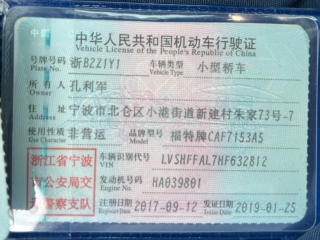 中华人民共和国机动车行驶证
Vehicle License of the People's Republic of China
号牌号码 浙B2Z1Y1 车辆类型 小型轿车
Plate No. Vehicle Type
所有人 孔利军
Owner
住址 宁波市北仑区小港街道新建村朱家73号-7
Address
使用性质 非营运 品牌型号 福特牌CAF7153A5
Use Character Model
浙江省宁波
市公安局交
通警察支队
车辆识别代号 LVSHFFAL7HF632812
VIN
发动机号码 HA039801
Engine No.
注册日期 2017-09-12 发证日期 2019-01-25
Register Date Issue Date